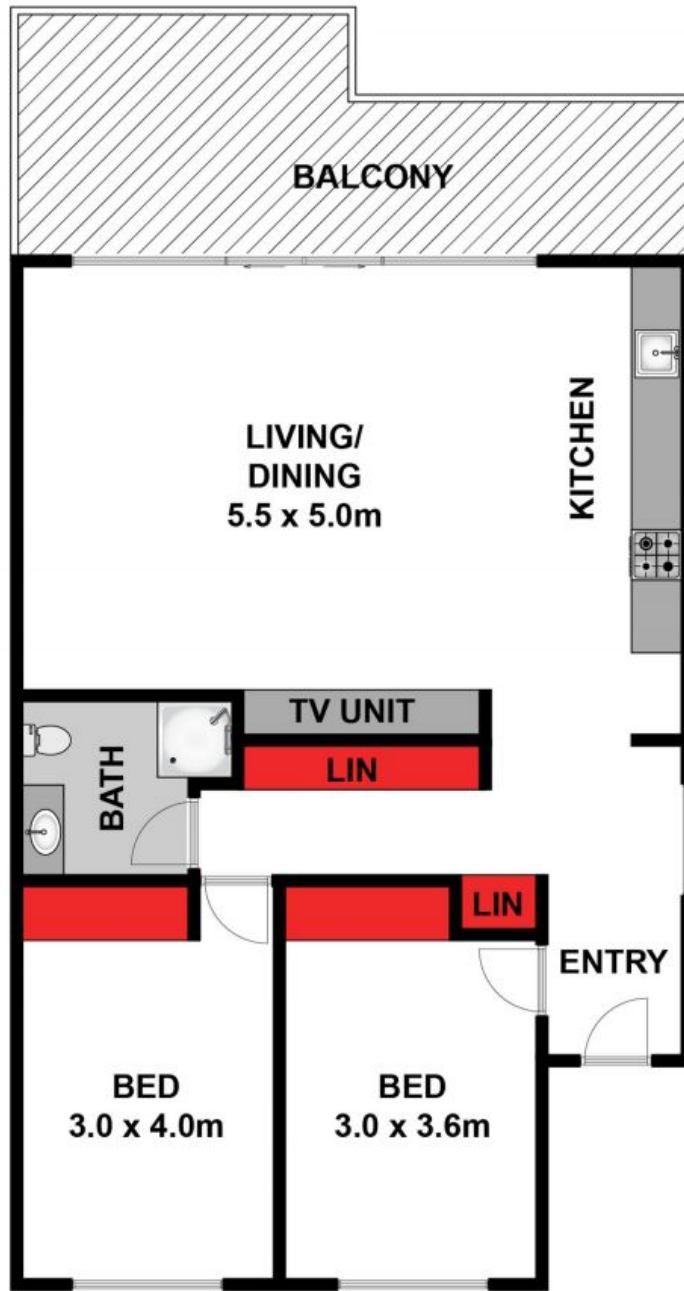 BALCONY
LIVING/
DINING
5.5 x 5.0m
KITCHEN
TV UNIT
LIN
BATH
LIN
ENTRY
BED
3.0 x 4.0m
BED
3.0 x 3.6m